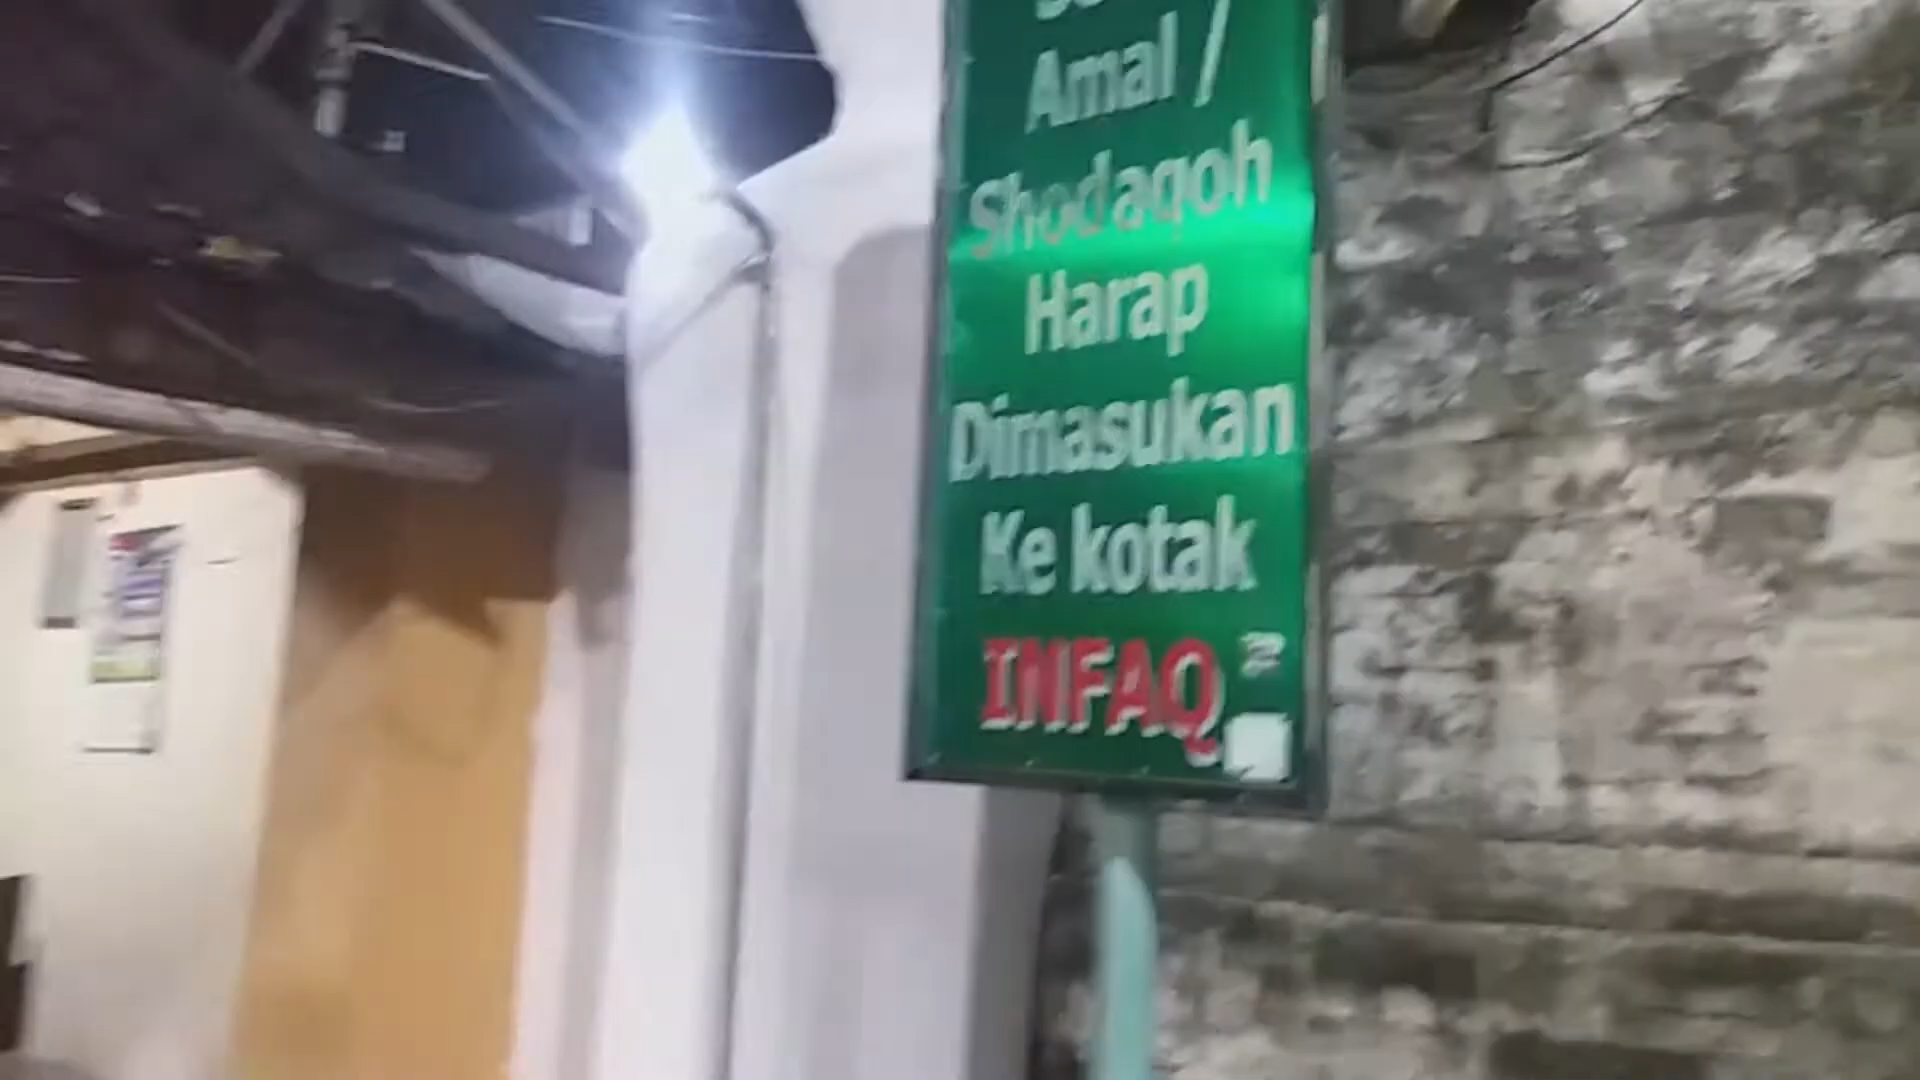 Amal /
Shodaqoh
Harap
Dimasukan
Ke kotak
INFAQ